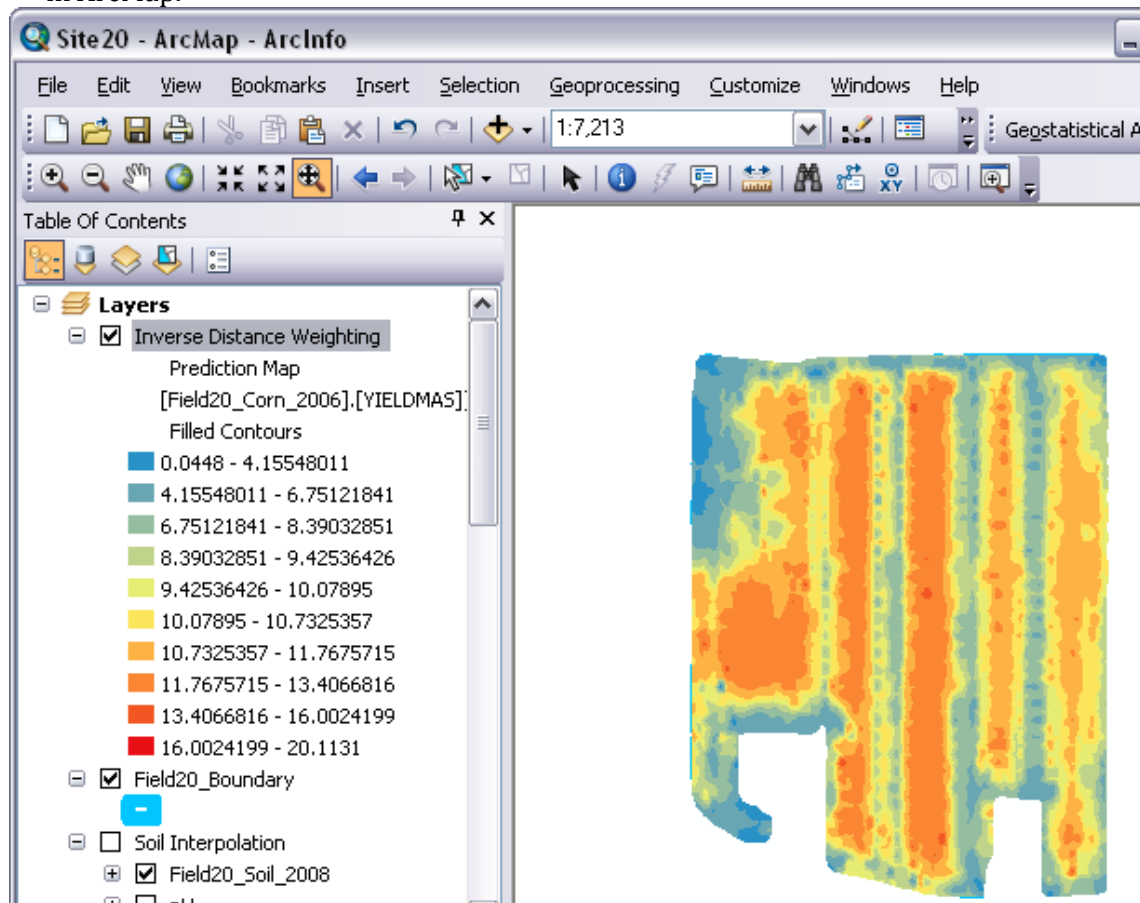 in ArcMap.
Site20 - ArcMap - ArcInfo
File Edit View Bookmarks Insert Selection Geoprocessing Customize Windows Help
1:7,213 Geostatistical A
XY
Table Of Contents
Layers
Inverse Distance Weighting
Prediction Map
[Field20_Corn_2006].[YIELDMAS]]
Filled Contours
0.0448 - 4.15548011
4.15548011 - 6.75121841
6.75121841 - 8.39032851
8.39032851 - 9.42536426
9.42536426 - 10.07895
10.07895 - 10.7325357
10.7325357 - 11.7675715
11.7675715 - 13.4066816
13.4066816 - 16.0024199
16.0024199 - 20.1131
Field20_Boundary
Soil Interpolation
Field20_Soil_2008